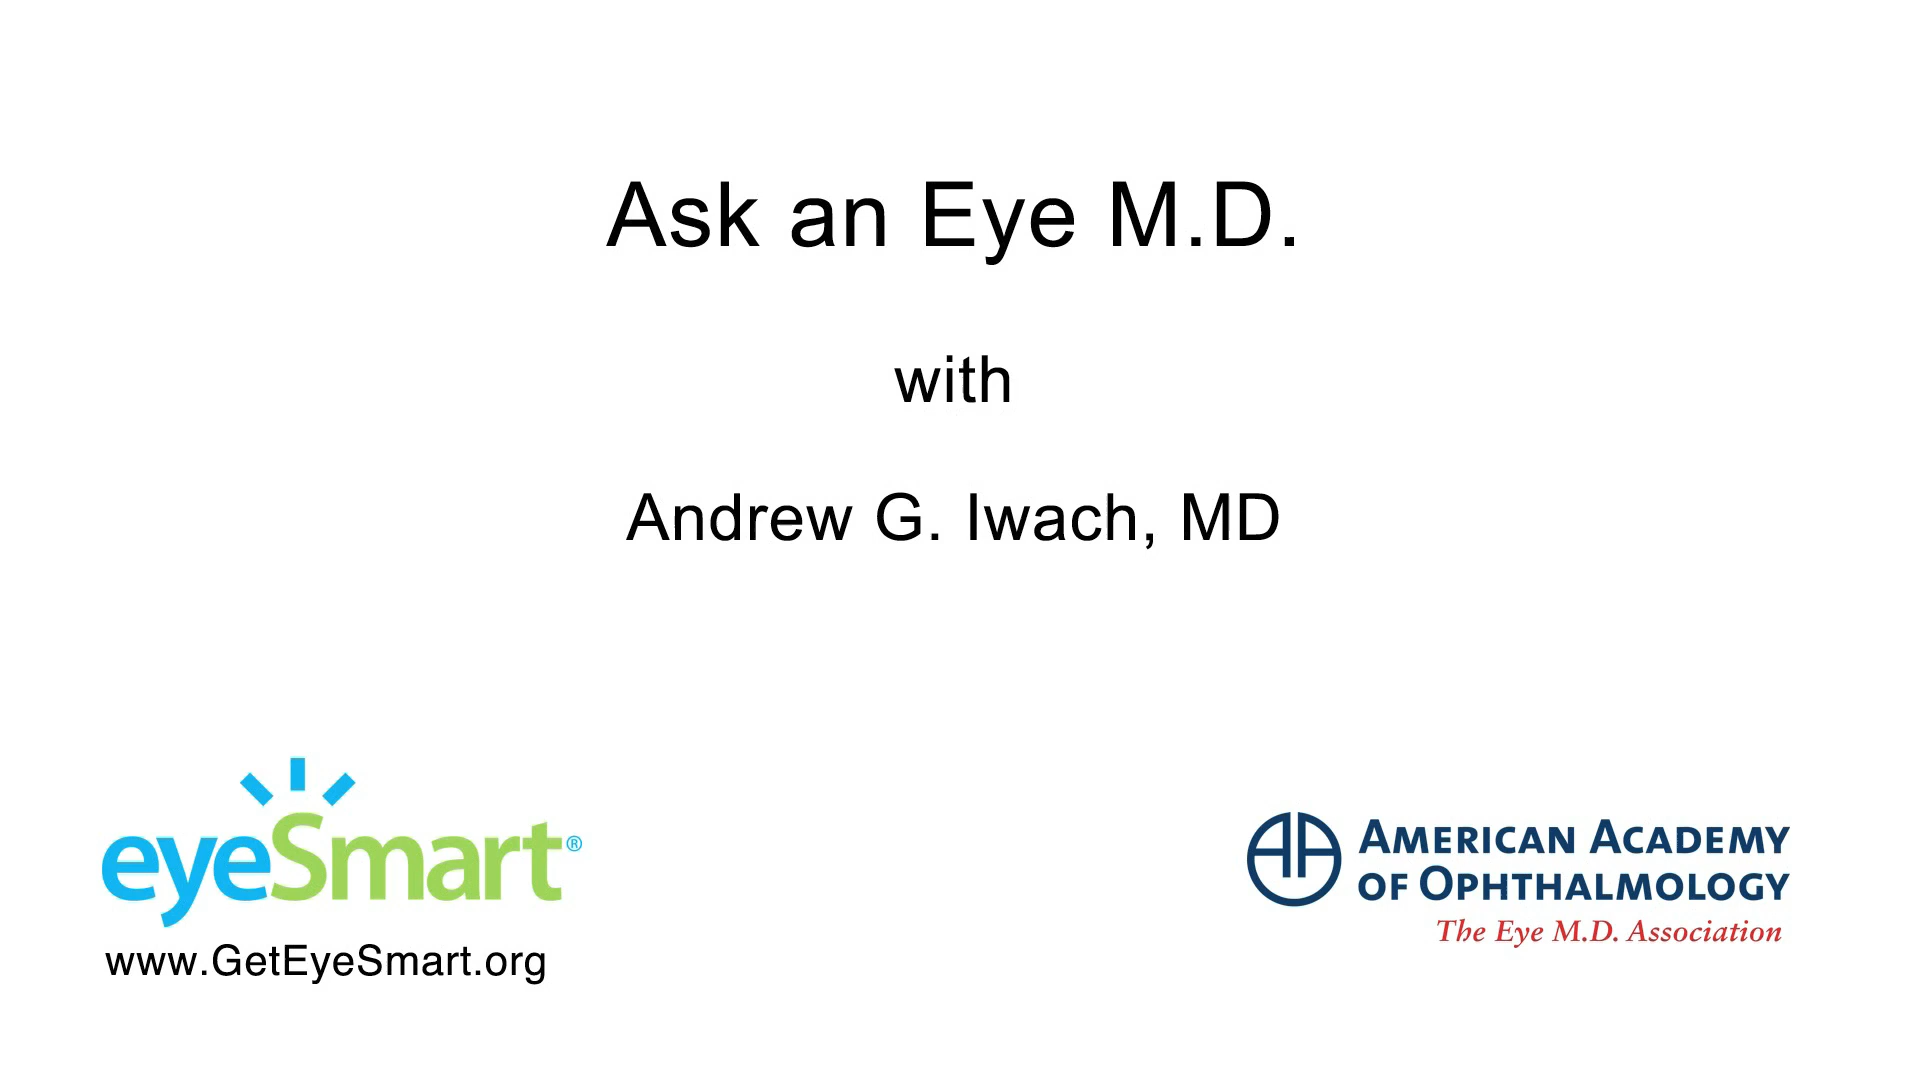 Ask an Eye M.D.
with
Andrew G. Iwach, MD
eyeSmart®
www.GetEyeSmart.org
AMERICAN ACADEMY
OF OPHTHALMOLOGY
The Eye M.D. Association